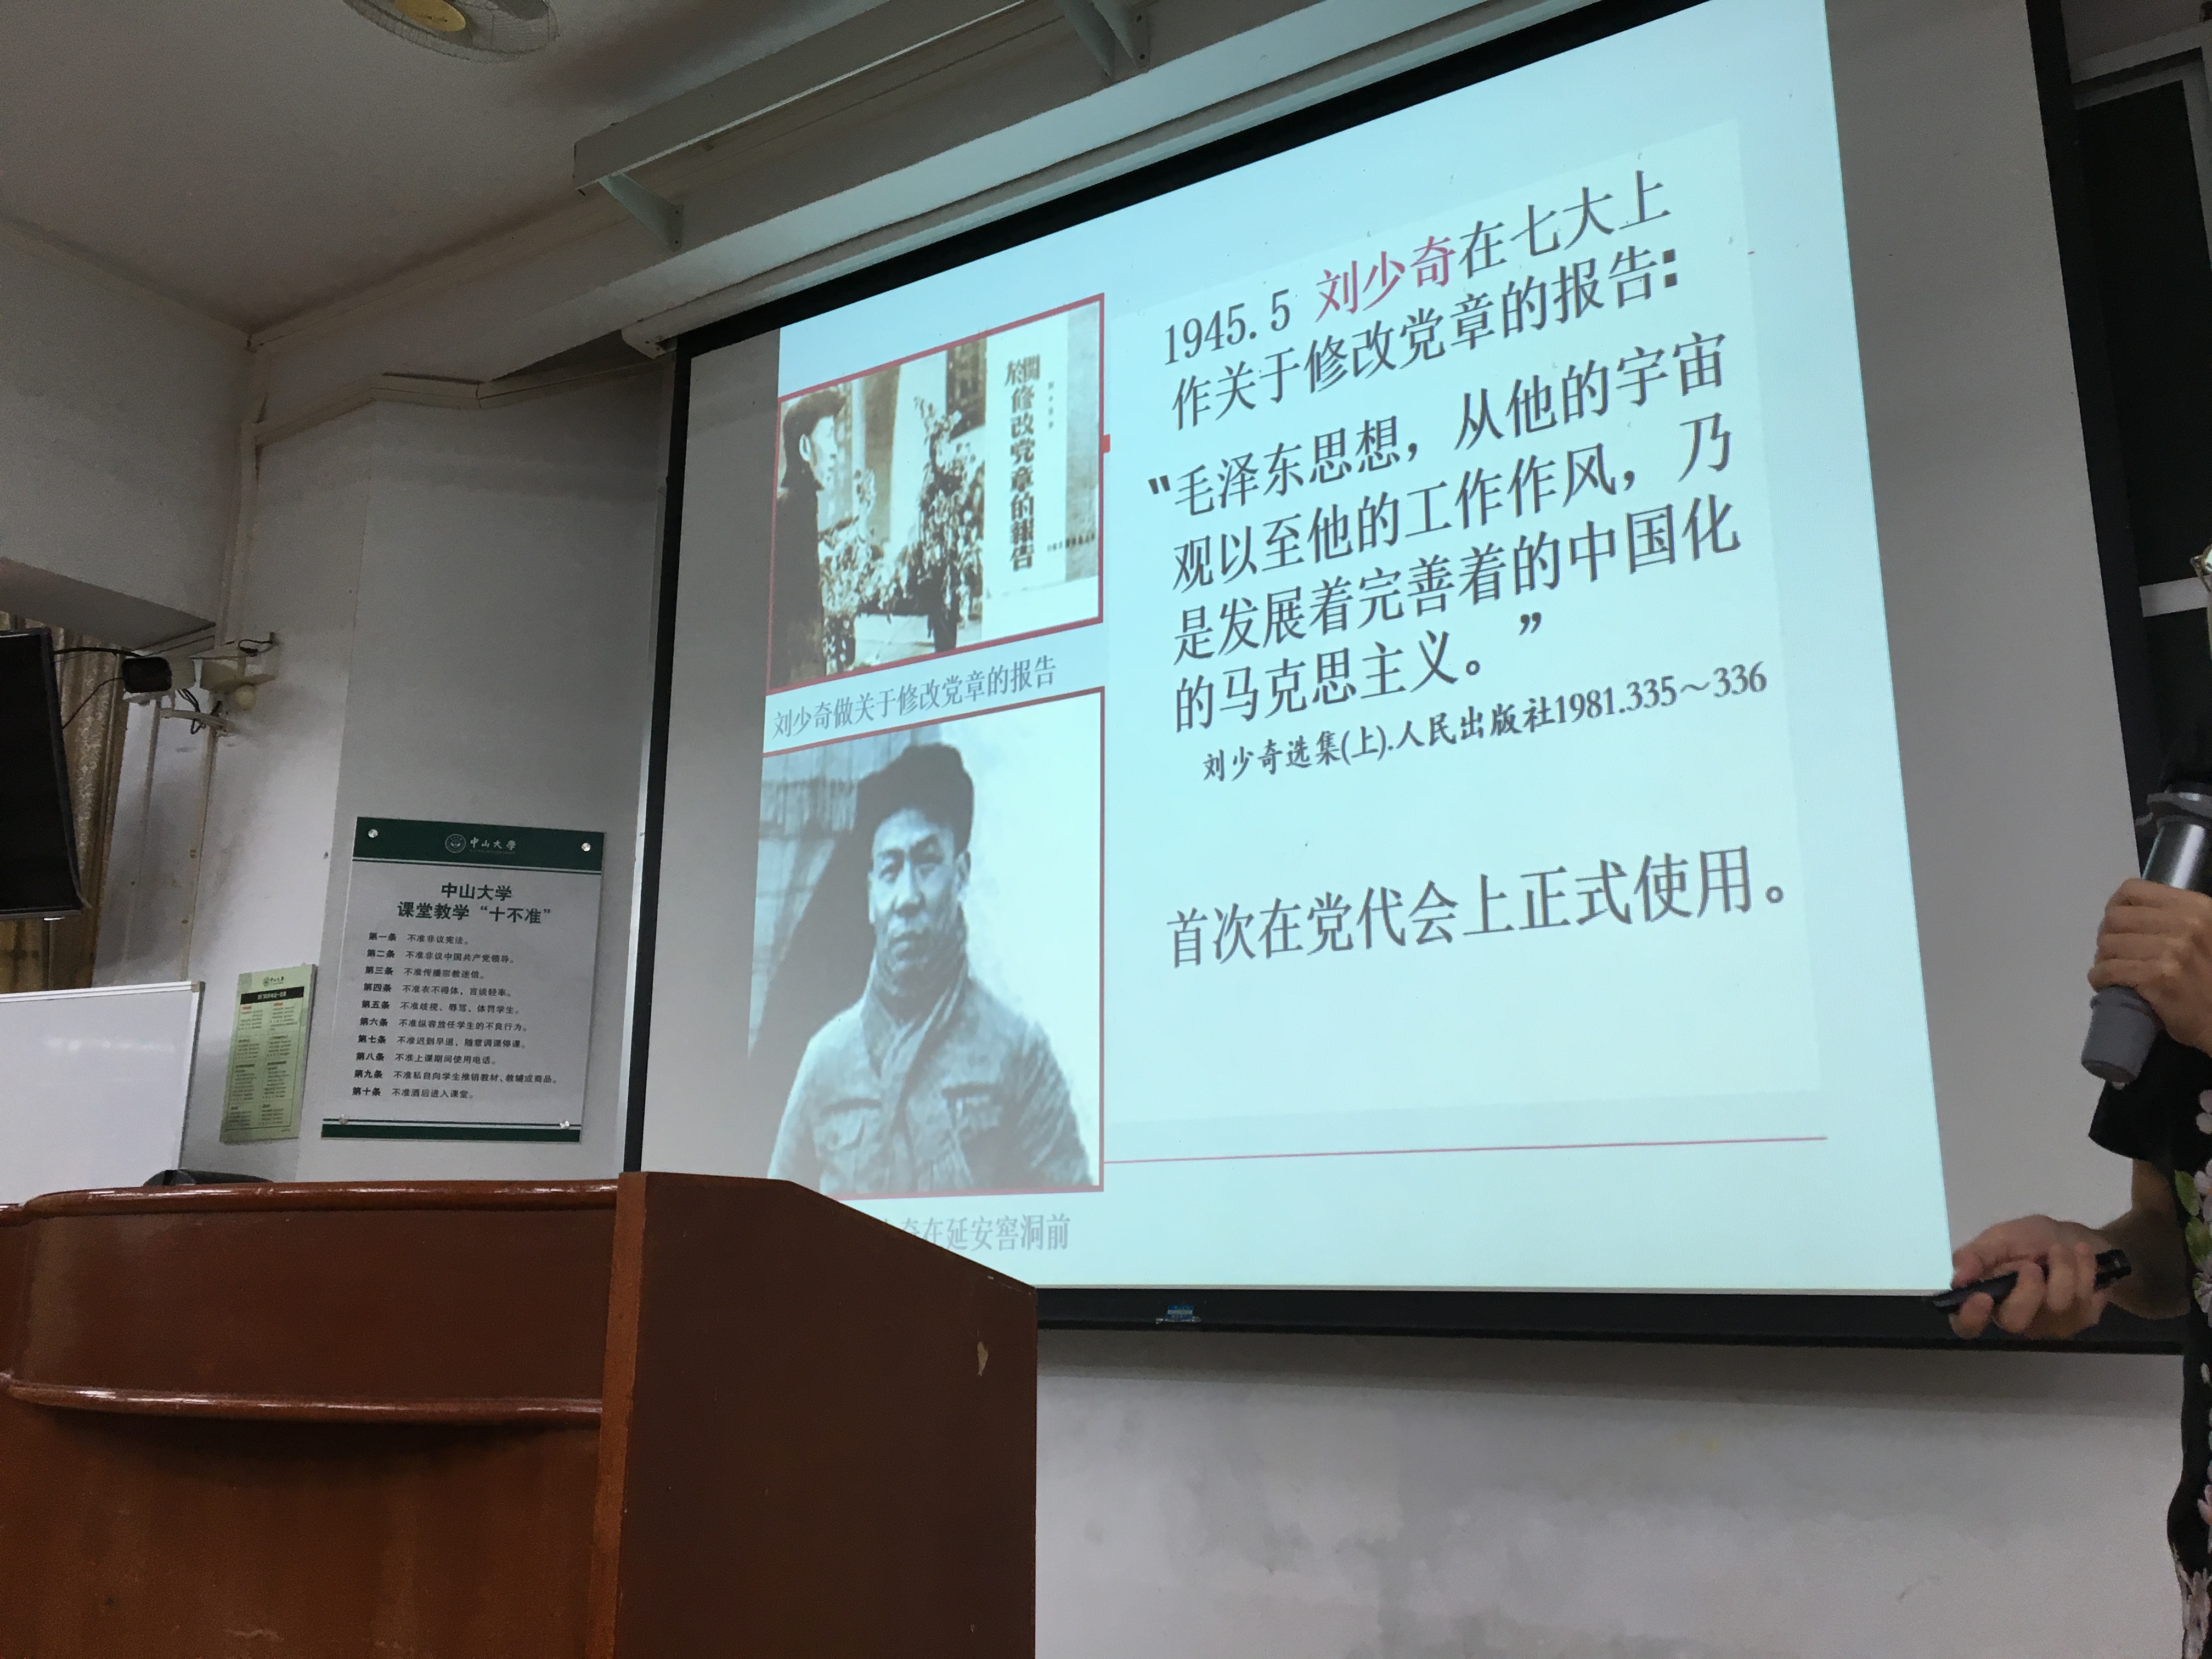 1945.5 刘少奇在七大上
作关于修改党章的报告:
“毛泽东思想，从他的宇宙
观以至他的工作作风，乃
是发展着完善着的中国化
的马克思主义。”
刘少奇选集(上).人民出版社1981.335～336
首次在党代会上正式使用。
關於修改党章的報告
刘少奇做关于修改党章的报告
奇在延安窑洞前
中山大学
中山大学
课堂教学“十不准”
第一条 不准非议宪法。
第二条 不准非议中国共产党领导。
第三条 不准传播宗教迷信。
第四条 不准衣不得体，言谈轻率。
第五条 不准歧视、辱骂、体罚学生。
第六条 不准纵容放任学生的不良行为。
第七条 不准迟到早退，随意调课停课。
第八条 不准上课期间使用电话。
第九条 不准私自向学生推销教材、教辅或商品。
第十条 不准酒后进入课堂。
中山大学